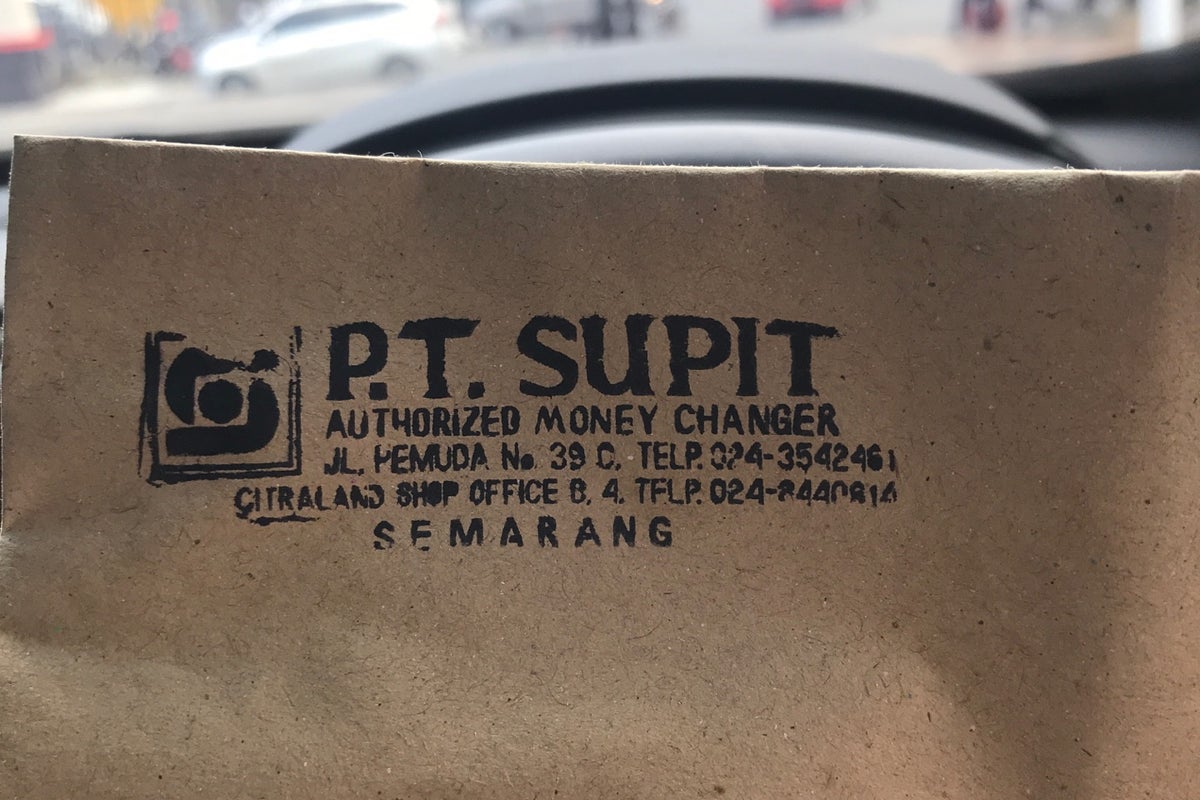 P.T. SUPIT
AUTHORIZED MONEY CHANGER
JL. PEMUDA No. 39 C. TELP. 024-3542461
CITRALAND SHOP OFFICE B. 4. TELP. 024-8440814
SEMARANG